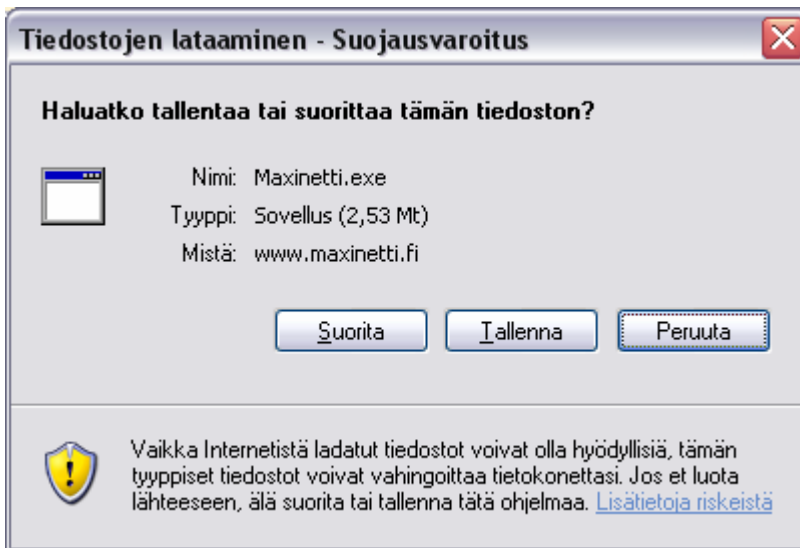 Tiedostojen lataaminen - Suojausvaroitus
Haluatko tallentaa tai suorittaa tämän tiedoston?
Nimi: Maxinetti.exe
Tyyppi: Sovellus (2,53 Mt)
Mistä: www.maxinetti.fi
Suorita Tallenna Peruuta
Vaikka Internetistä ladatut tiedostot voivat olla hyödyllisiä, tämän
tyyppiset tiedostot voivat vahingoittaa tietokonettasi. Jos et luota
lähteeseen, älä suorita tai tallenna tätä ohjelmaa. Lisätietoja riskeistä